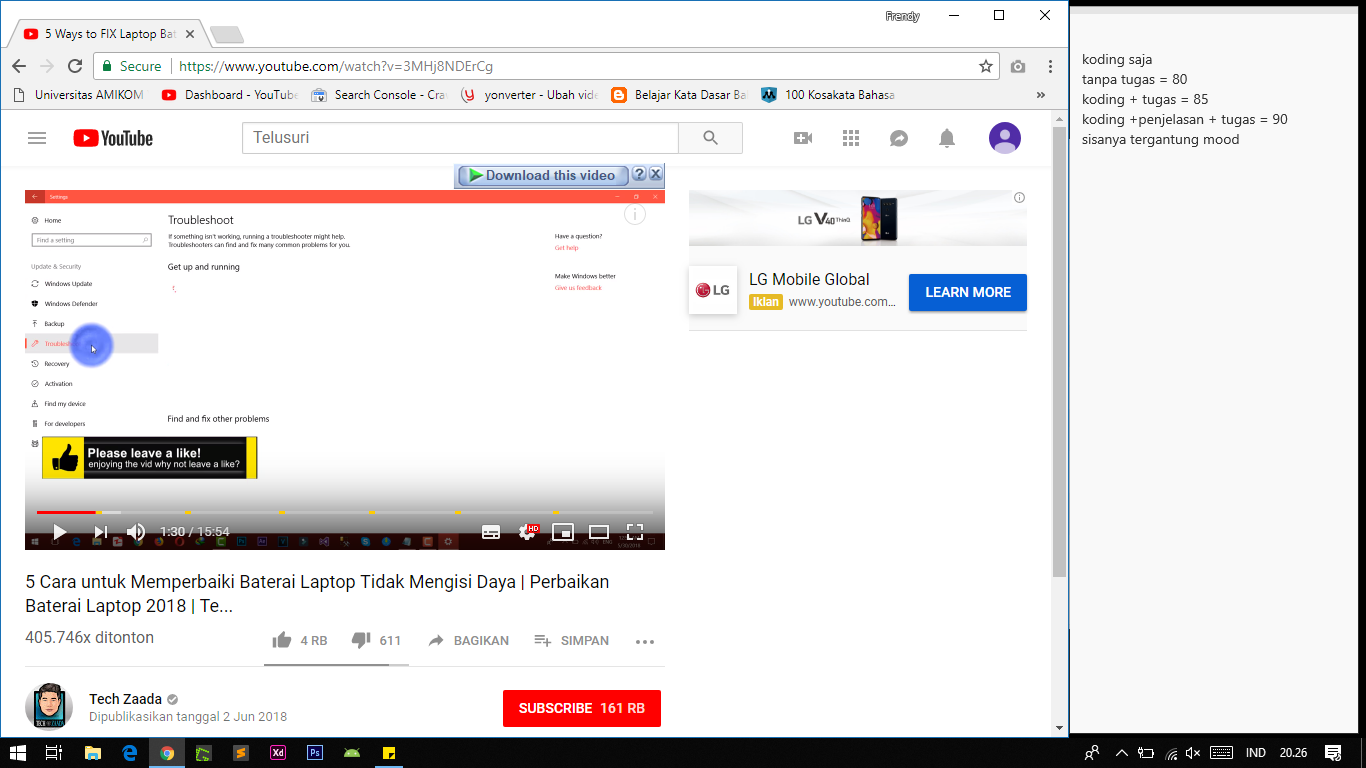 Frendy
5 Ways to FIX Laptop Bat
Secure https://www.youtube.com/watch?v=3MHj8NDErCg
Universitas AMIKOM Dashboard - YouTube Search Console - Cra yonverter - Ubah vide Belajar Kata Dasar Ba 100 Kosakata Bahasa »
YouTube Telusuri
Download this video ? X
Settings
Home
Find a setting
Update & Security
Windows Update
Windows Defender
Backup
Troubleshoot
Recovery
Activation
Find my device
For developers
Troubleshoot
If something isn't working, running a troubleshooter might help.
Troubleshooters can find and fix many common problems for you.
Get up and running
Find and fix other problems
Have a question?
Get help
Make Windows better
Give us feedback
Please leave a like!
enjoying the vid why not leave a like?
1:30 / 15:54
HD
LG V40 ThinQ
LG
LG Mobile Global
Iklan www.youtube.com...
LEARN MORE
5 Cara untuk Memperbaiki Baterai Laptop Tidak Mengisi Daya | Perbaikan
Baterai Laptop 2018 | Te...
405.746x ditonton
4 RB 611 BAGIKAN SIMPAN
Tech Zaada
Dipublikasikan tanggal 2 Jun 2018
SUBSCRIBE 161 RB
koding saja
tanpa tugas = 80
koding + tugas = 85
koding +penjelasan + tugas = 90
sisanya tergantung mood
Xd Ps IND 20.26